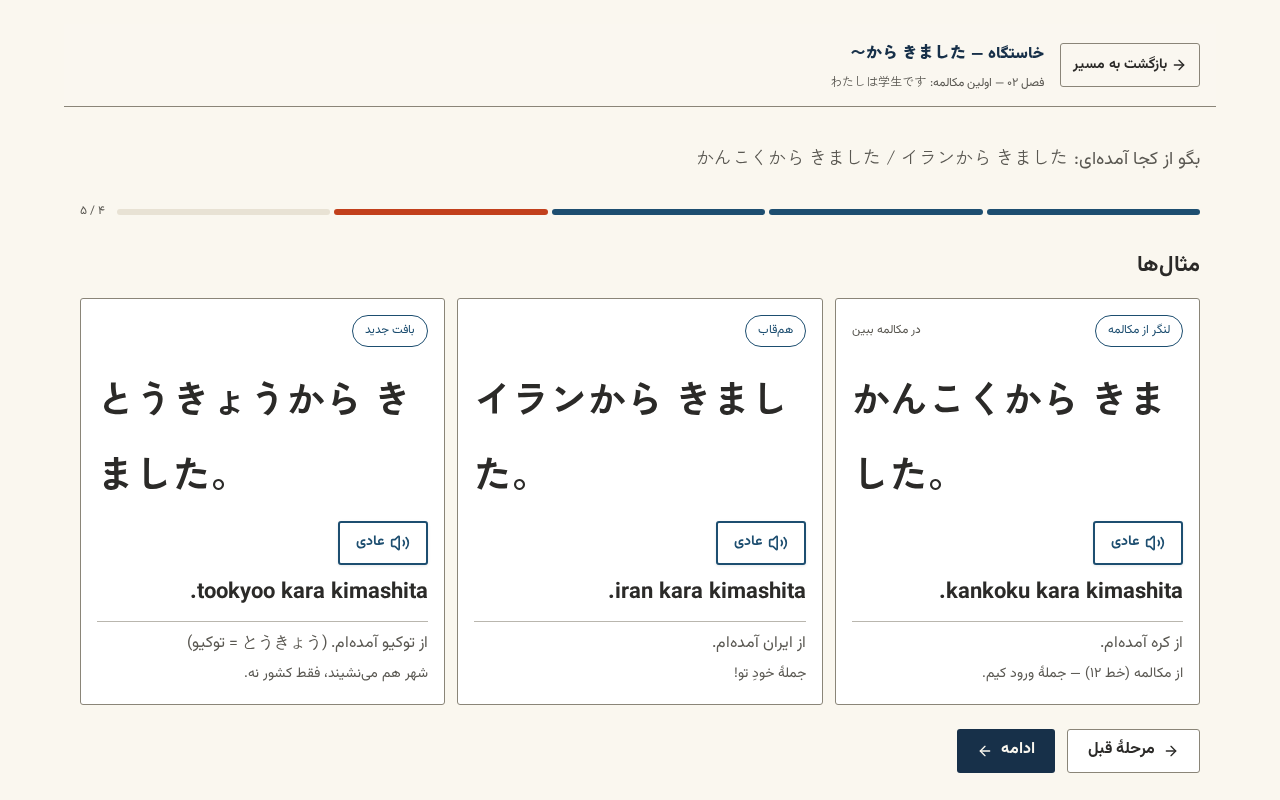 بازگشت به مسیر
خاستگاه — 〜から きました
فصل ۰۲ — اولین مکالمه: わたしは学生です
بگو از کجا آمده‌ای: かんこくから きました / イランから きました
۴ / ۵
مثال‌ها
لنگر از مکالمه
در مکالمه ببین
かんこくから きま
した。
عادی
kankoku kara kimashita.
از کره آمده‌ام.
از مکالمه (خط ۱۲) — جملهٔ ورود کیم.
هم‌قاب
イランから きまし
た。
عادی
iran kara kimashita.
از ایران آمده‌ام.
جملهٔ خودِ تو!
بافت جدید
とうきょうから き
ました。
عادی
tookyoo kara kimashita.
از توکیو آمده‌ام. (とうきょう = توکیو)
شهر هم می‌نشیند، فقط کشور نه.
مرحلهٔ قبل
ادامه